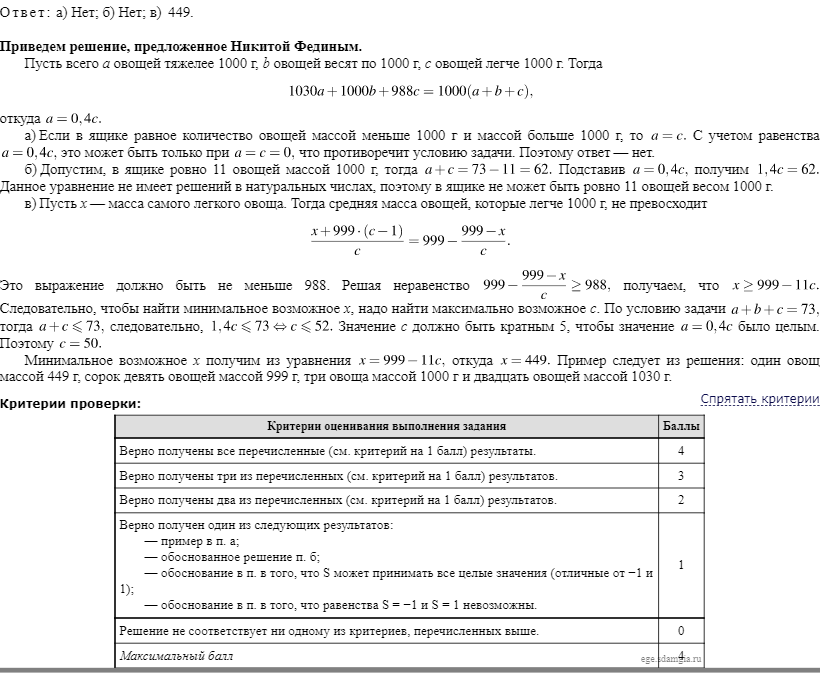 Ответ: а) Нет; б) Нет; в) 449.
Приведем решение, предложенное Никитой Фединым.
Пусть всего a овощей тяжелее 1000 г, b овощей весят по 1000 г, c овощей легче 1000 г. Тогда
1030a + 1000b + 988c = 1000(a + b + c),
откуда a = 0,4c.
а) Если в ящике равное количество овощей массой меньше 1000 г и массой больше 1000 г, то a = c. С учетом равенства
a = 0,4c, это может быть только при a = c = 0, что противоречит условию задачи. Поэтому ответ — нет.
б) Допустим, в ящике ровно 11 овощей массой 1000 г, тогда a + c = 73 − 11 = 62. Подставив a = 0,4c, получим 1,4c = 62.
Данное уравнение не имеет решений в натуральных числах, поэтому в ящике не может быть ровно 11 овощей весом 1000 г.
в) Пусть x — масса самого легкого овоща. Тогда средняя масса овощей, которые легче 1000 г, не превосходит
(x + 999 · (c − 1))/c = 999 − (999 − x)/c.
Это выражение должно быть не меньше 988. Решая неравенство 999 − (999 − x)/c ≥ 988, получаем, что x ≥ 999 − 11c.
Следовательно, чтобы найти минимальное возможное x, надо найти максимально возможное c. По условию задачи a + b + c = 73,
тогда a + c ⩽ 73, следовательно, 1,4c ⩽ 73 ⇔ c ⩽ 52. Значение c должно быть кратным 5, чтобы значение a = 0,4c было целым.
Поэтому c = 50.
Минимальное возможное x получим из уравнения x = 999 − 11c, откуда x = 449. Пример следует из решения: один овощ
массой 449 г, сорок девять овощей массой 999 г, три овоща массой 1000 г и двадцать овощей массой 1030 г.
Критерии проверки:
Спрятать критерии
Критерии оценивания выполнения задания Баллы
Верно получены все перечисленные (см. критерий на 1 балл) результаты. 4
Верно получены три из перечисленных (см. критерий на 1 балл) результатов. 3
Верно получены два из перечисленных (см. критерий на 1 балл) результатов. 2
Верно получен один из следующих результатов:
— пример в п. а;
— обоснованное решение п. б;
— обоснование в п. в того, что S может принимать все целые значения (отличные от −1 и
1);
— обоснование в п. в того, что равенства S = −1 и S = 1 невозможны.
1
Решение не соответствует ни одному из критериев, перечисленных выше. 0
Максимальный балл 4
ege.sdamgia.ru